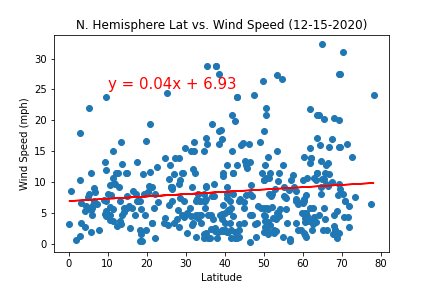 N. Hemisphere Lat vs. Wind Speed (12-15-2020)
30
y = 0.04x + 6.93
25
20
15
10
5
0
Wind Speed (mph)
0 10 20 30 40 50 60 70 80
Latitude